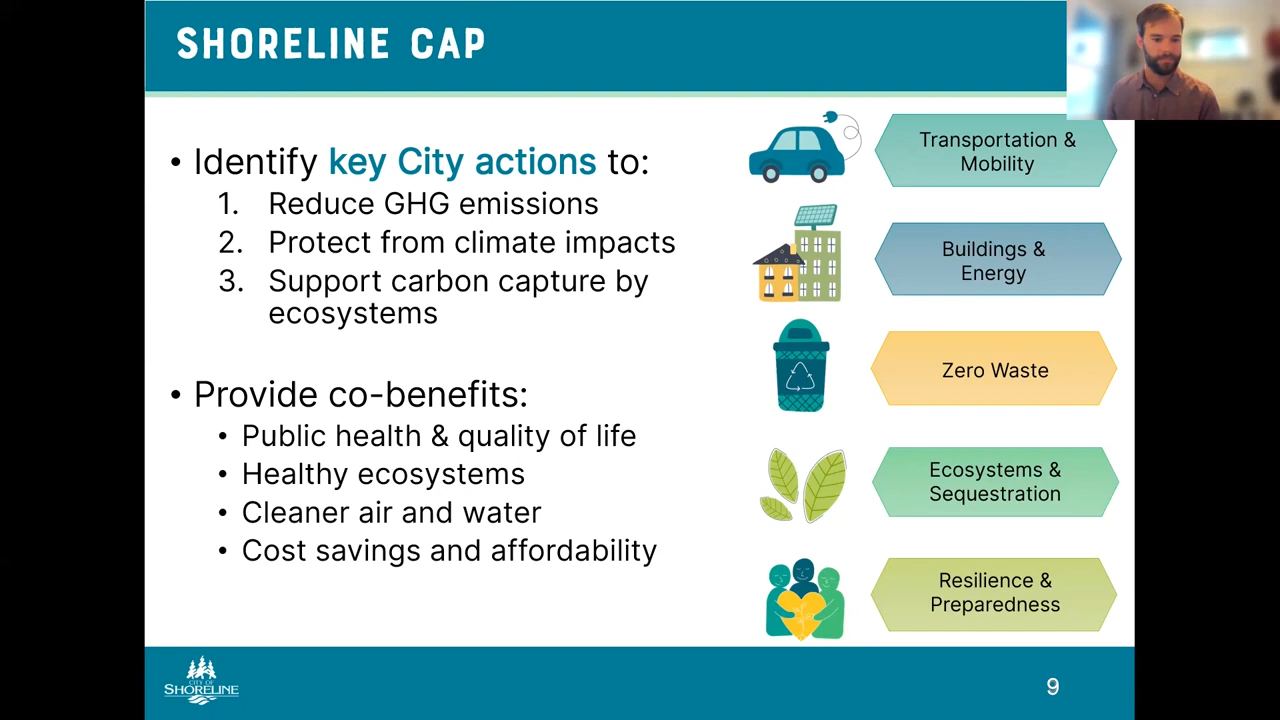 SHORELINE CAP
• Identify key City actions to:
1. Reduce GHG emissions
2. Protect from climate impacts
3. Support carbon capture by
ecosystems
• Provide co-benefits:
• Public health & quality of life
• Healthy ecosystems
• Cleaner air and water
• Cost savings and affordability
Transportation &
Mobility
Buildings &
Energy
Zero Waste
Ecosystems &
Sequestration
Resilience &
Preparedness
CITY OF
SHORELINE
9